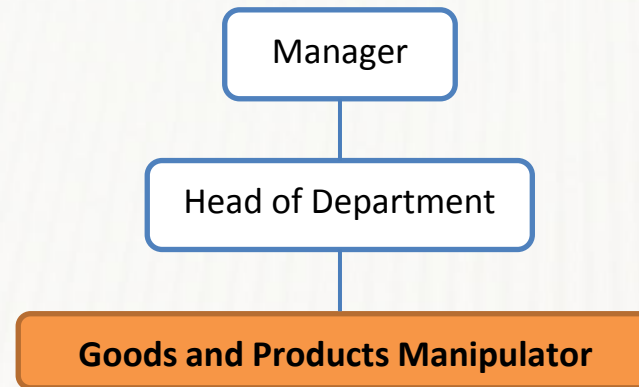 Manager
Head of Department
Goods and Products Manipulator